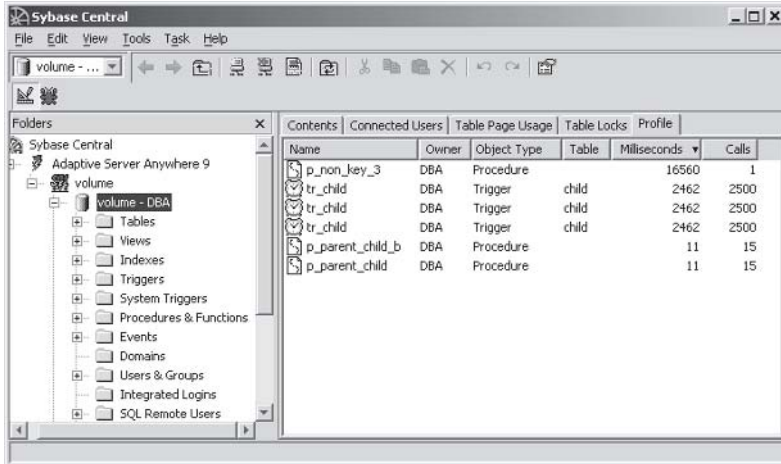 Sybase Central
File Edit View Tools Task Help
volume - ...
Folders
Sybase Central
Adaptive Server Anywhere 9
volume
volume - DBA
Tables
Views
Indexes
Triggers
System Triggers
Procedures & Functions
Events
Domains
Users & Groups
Integrated Logins
SQL Remote Users
Contents Connected Users Table Page Usage Table Locks Profile
Name Owner Object Type Table Miliseconds Calls
p_non_key_3 DBA Procedure 16560 1
tr_child DBA Trigger child 2462 2500
tr_child DBA Trigger child 2462 2500
tr_child DBA Trigger child 2462 2500
p_parent_child_b DBA Procedure 11 15
p_parent_child DBA Procedure 11 15